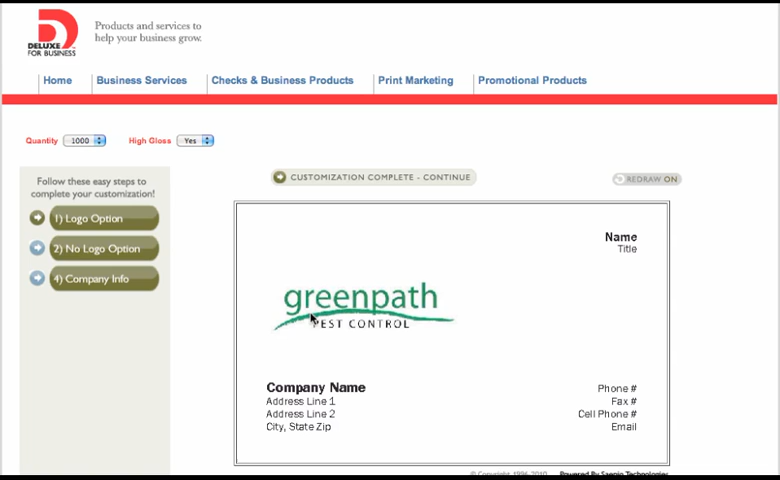 DELUXE
FOR BUSINESS
Products and services to
help your business grow.
Home
Business Services
Checks & Business Products
Print Marketing
Promotional Products
Quantity
1000
High Gloss
Yes
Follow these easy steps to
complete your customization!
1) Logo Option
2) No Logo Option
4) Company Info
CUSTOMIZATION COMPLETE - CONTINUE
REDRAW ON
Name
Title
greenpath
PEST CONTROL
Company Name
Address Line 1
Address Line 2
City, State Zip
Phone #
Fax #
Cell Phone #
Email
© Copyright 1996-2010
Powered By Saepio Technologies